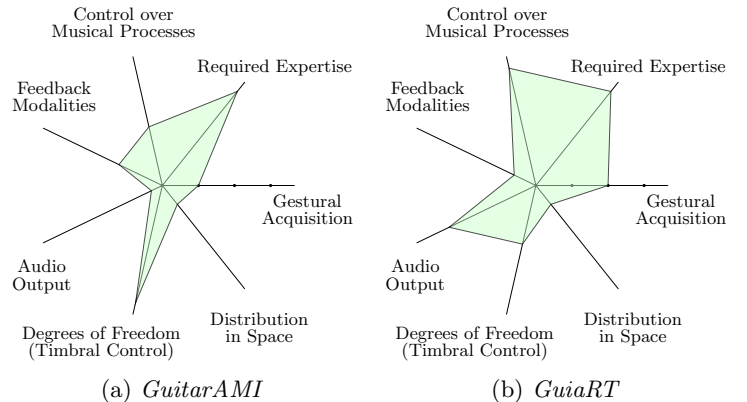 Control over
Musical Processes
Required Expertise
Feedback
Modalities
Gestural
Acquisition
Audio
Output
Distribution
in Space
Degrees of Freedom
(Timbral Control)
(a) GuitarAMI
Control over
Musical Processes
Required Expertise
Feedback
Modalities
Gestural
Acquisition
Audio
Output
Distribution
in Space
Degrees of Freedom
(Timbral Control)
(b) GuiaRT